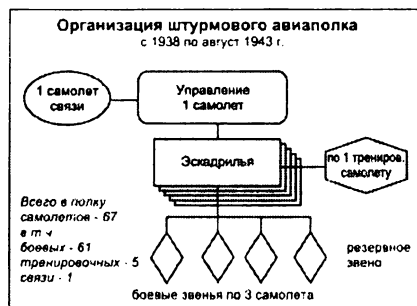 Организация штурмового авиаполка
с 1938 по август 1943 г.
1 самолет
связи
Управление
1 самолет
Эскадрилья
по 1 трениров.
самолету
Всего в полку
самолетов - 67
в т ч
боевых - 61
тренировочных - 5
связи - 1
резервное
звено
боевые звенья по 3 самолета